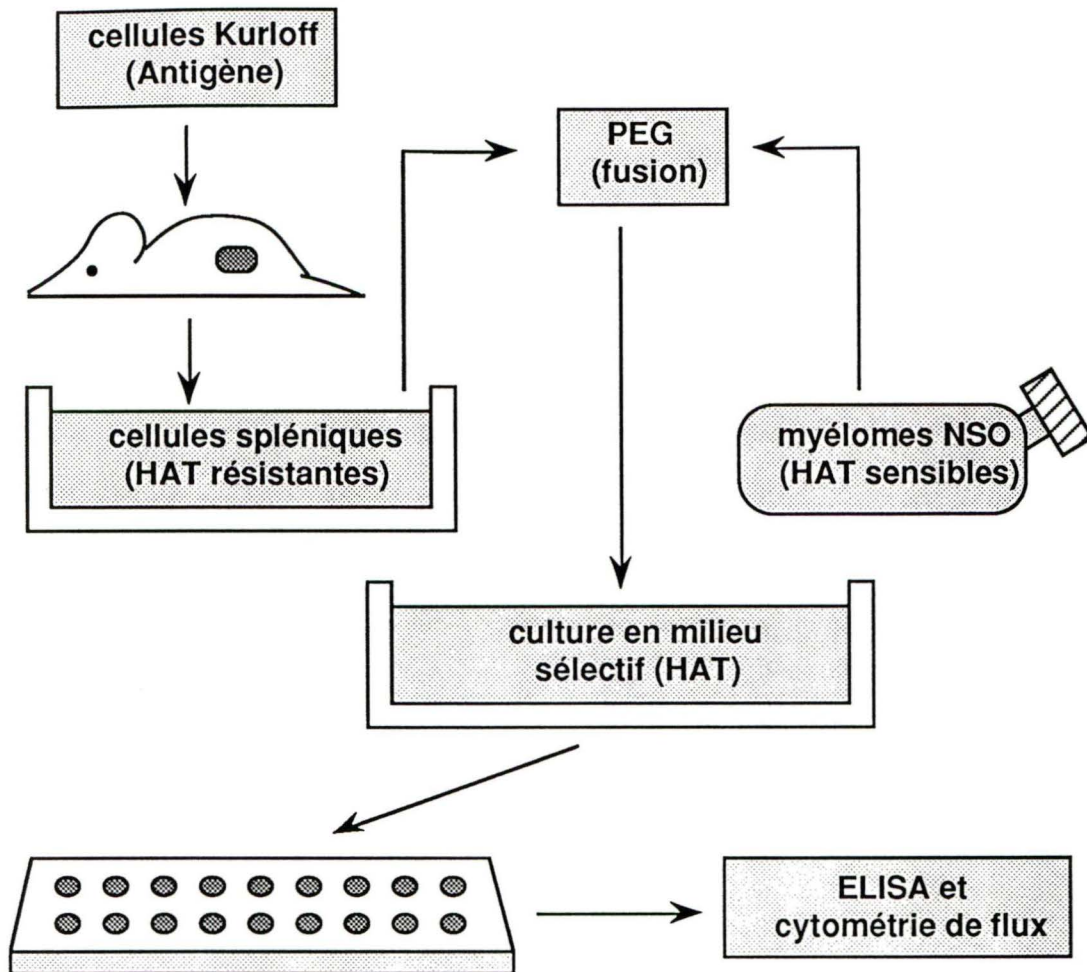 cellules Kurloff
(Antigène)
PEG
(fusion)
cellules spléniques
(HAT résistantes)
myélomes NSO
(HAT sensibles)
culture en milieu
sélectif (HAT)
ELISA et
cytométrie de flux